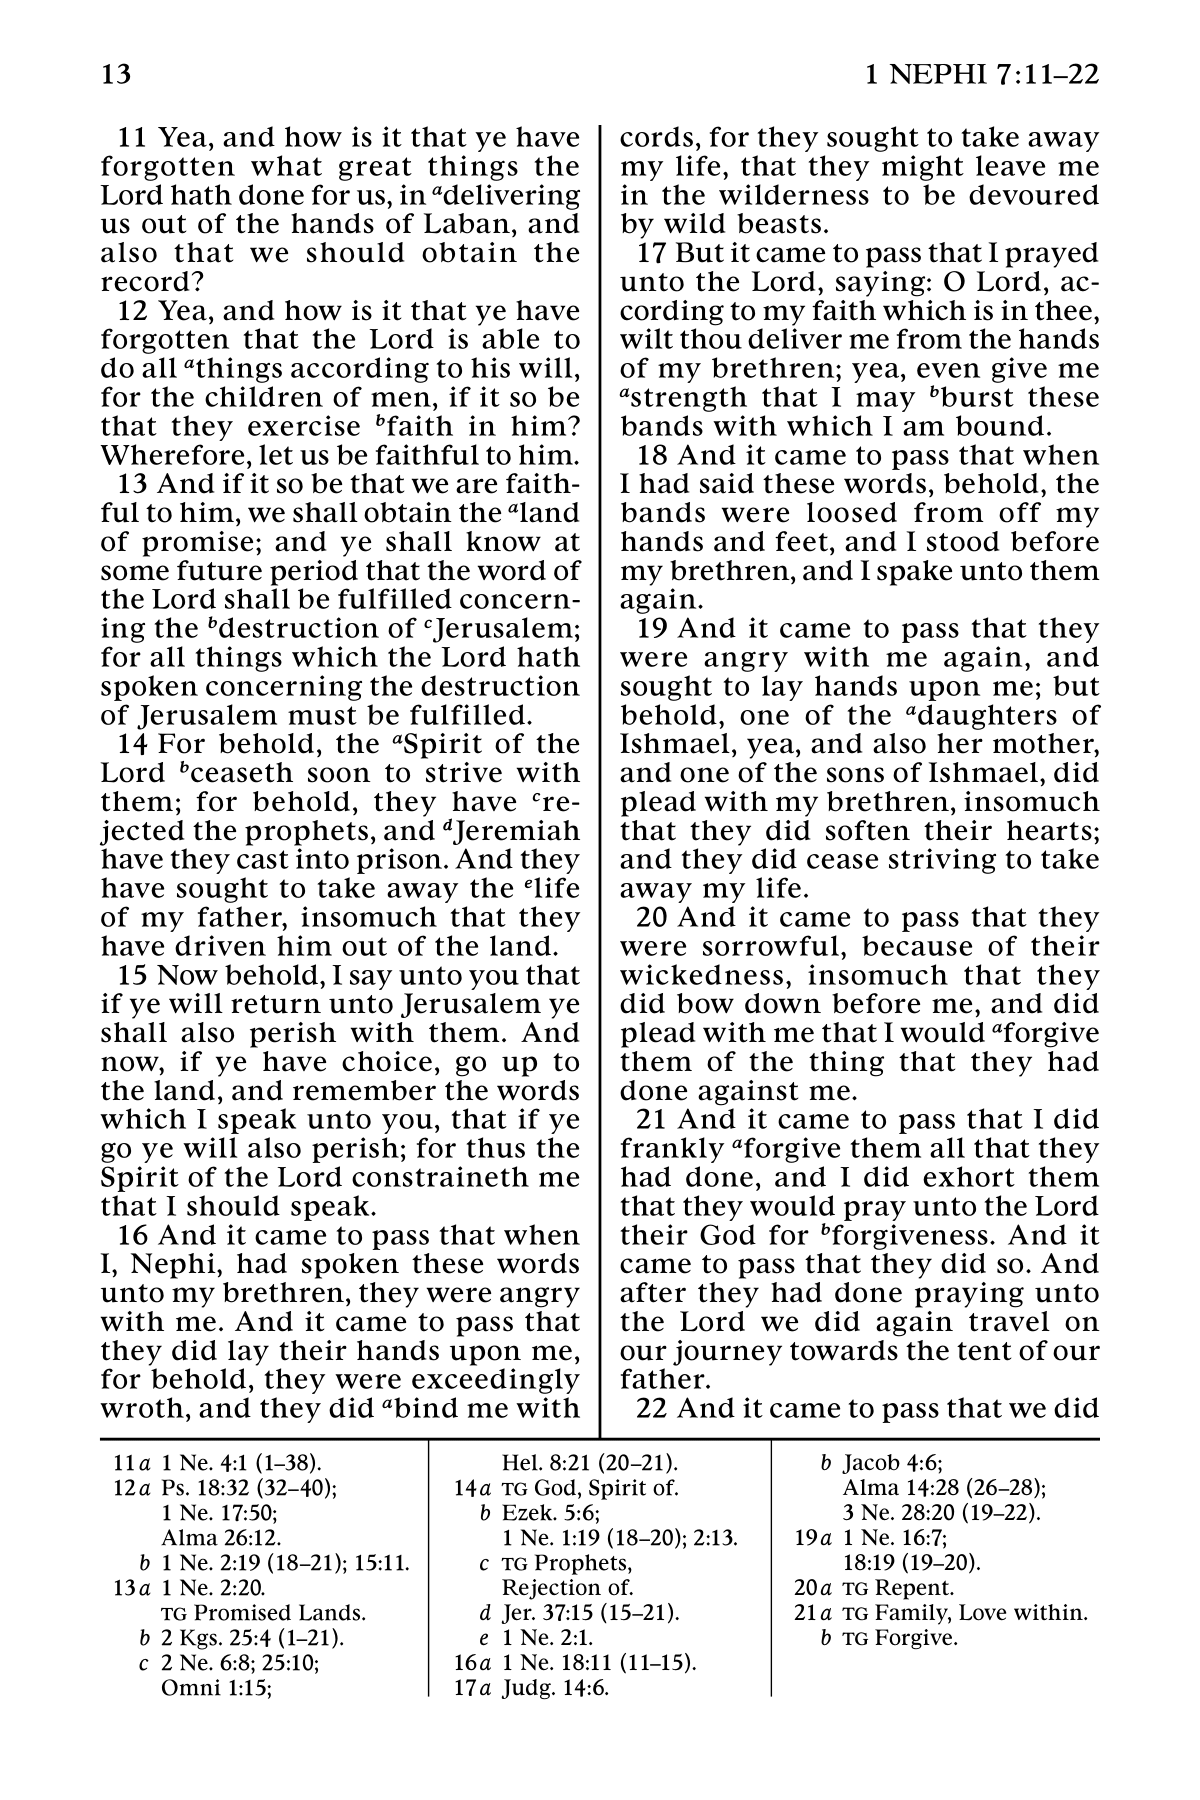 13
1 NEPHI 7:11–22
11 Yea, and how is it that ye have
forgotten what great things the
Lord hath done for us, in ᵃdelivering
us out of the hands of Laban, and
also that we should obtain the
record?
12 Yea, and how is it that ye have
forgotten that the Lord is able to
do all ᵃthings according to his will,
for the children of men, if it so be
that they exercise ᵇfaith in him?
Wherefore, let us be faithful to him.
13 And if it so be that we are faith-
ful to him, we shall obtain the ᵃland
of promise; and ye shall know at
some future period that the word of
the Lord shall be fulfilled concern-
ing the ᵇdestruction of ᶜJerusalem;
for all things which the Lord hath
spoken concerning the destruction
of Jerusalem must be fulfilled.
14 For behold, the ᵃSpirit of the
Lord ᵇceaseth soon to strive with
them; for behold, they have ᶜre-
jected the prophets, and ᵈJeremiah
have they cast into prison. And they
have sought to take away the ᵉlife
of my father, insomuch that they
have driven him out of the land.
15 Now behold, I say unto you that
if ye will return unto Jerusalem ye
shall also perish with them. And
now, if ye have choice, go up to
the land, and remember the words
which I speak unto you, that if ye
go ye will also perish; for thus the
Spirit of the Lord constraineth me
that I should speak.
16 And it came to pass that when
I, Nephi, had spoken these words
unto my brethren, they were angry
with me. And it came to pass that
they did lay their hands upon me,
for behold, they were exceedingly
wroth, and they did ᵃbind me with
cords, for they sought to take away
my life, that they might leave me
in the wilderness to be devoured
by wild beasts.
17 But it came to pass that I prayed
unto the Lord, saying: O Lord, ac-
cording to my faith which is in thee,
wilt thou deliver me from the hands
of my brethren; yea, even give me
ᵃstrength that I may ᵇburst these
bands with which I am bound.
18 And it came to pass that when
I had said these words, behold, the
bands were loosed from off my
hands and feet, and I stood before
my brethren, and I spake unto them
again.
19 And it came to pass that they
were angry with me again, and
sought to lay hands upon me; but
behold, one of the ᵃdaughters of
Ishmael, yea, and also her mother,
and one of the sons of Ishmael, did
plead with my brethren, insomuch
that they did soften their hearts;
and they did cease striving to take
away my life.
20 And it came to pass that they
were sorrowful, because of their
wickedness, insomuch that they
did bow down before me, and did
plead with me that I would ᵃforgive
them of the thing that they had
done against me.
21 And it came to pass that I did
frankly ᵃforgive them all that they
had done, and I did exhort them
that they would pray unto the Lord
their God for ᵇforgiveness. And it
came to pass that they did so. And
after they had done praying unto
the Lord we did again travel on
our journey towards the tent of our
father.
22 And it came to pass that we did
11a 1 Ne. 4:1 (1–38).
12a Ps. 18:32 (32–40);
1 Ne. 17:50;
Alma 26:12.
b 1 Ne. 2:19 (18–21); 15:11.
13a 1 Ne. 2:20.
TG Promised Lands.
b 2 Kgs. 25:4 (1–21).
c 2 Ne. 6:8; 25:10;
Omni 1:15;
Hel. 8:21 (20–21).
14a TG God, Spirit of.
b Ezek. 5:6;
1 Ne. 1:19 (18–20); 2:13.
c TG Prophets,
Rejection of.
d Jer. 37:15 (15–21).
e 1 Ne. 2:1.
16a 1 Ne. 18:11 (11–15).
17a Judg. 14:6.
b Jacob 4:6;
Alma 14:28 (26–28);
3 Ne. 28:20 (19–22).
19a 1 Ne. 16:7;
18:19 (19–20).
20a TG Repent.
21a TG Family, Love within.
b TG Forgive.